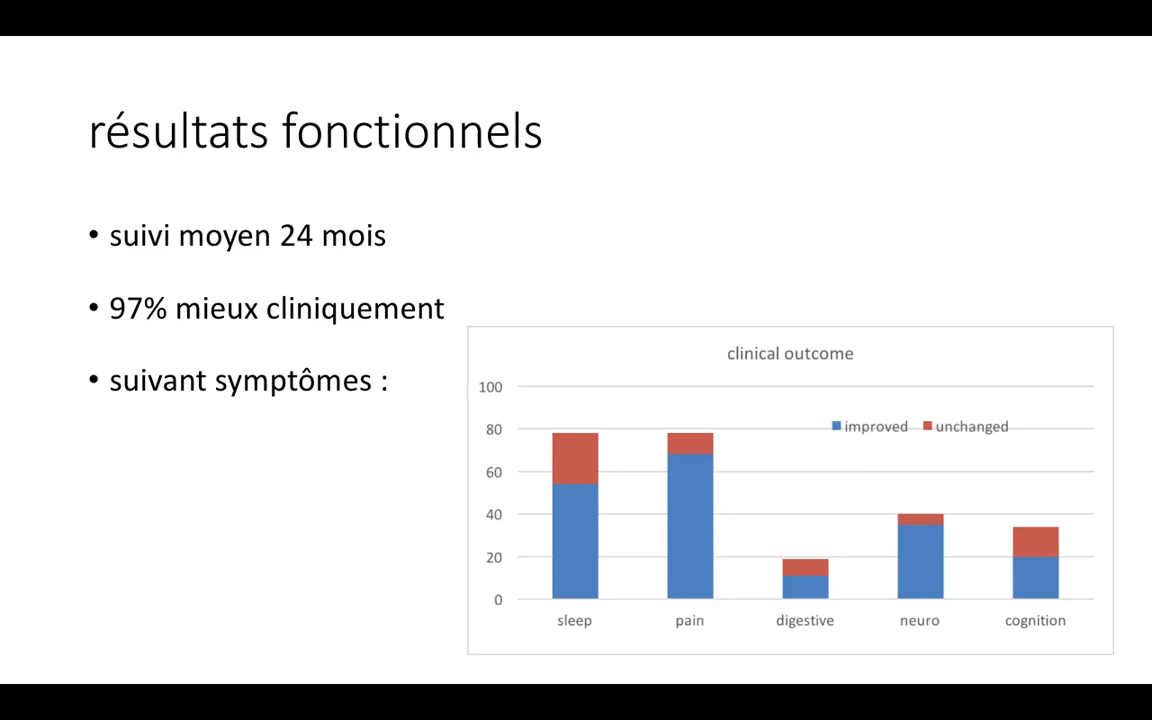 résultats fonctionnels
• suivi moyen 24 mois
• 97% mieux cliniquement
• suivant symptômes :
clinical outcome
100
80
60
40
20
0
improved unchanged
sleep pain digestive neuro cognition